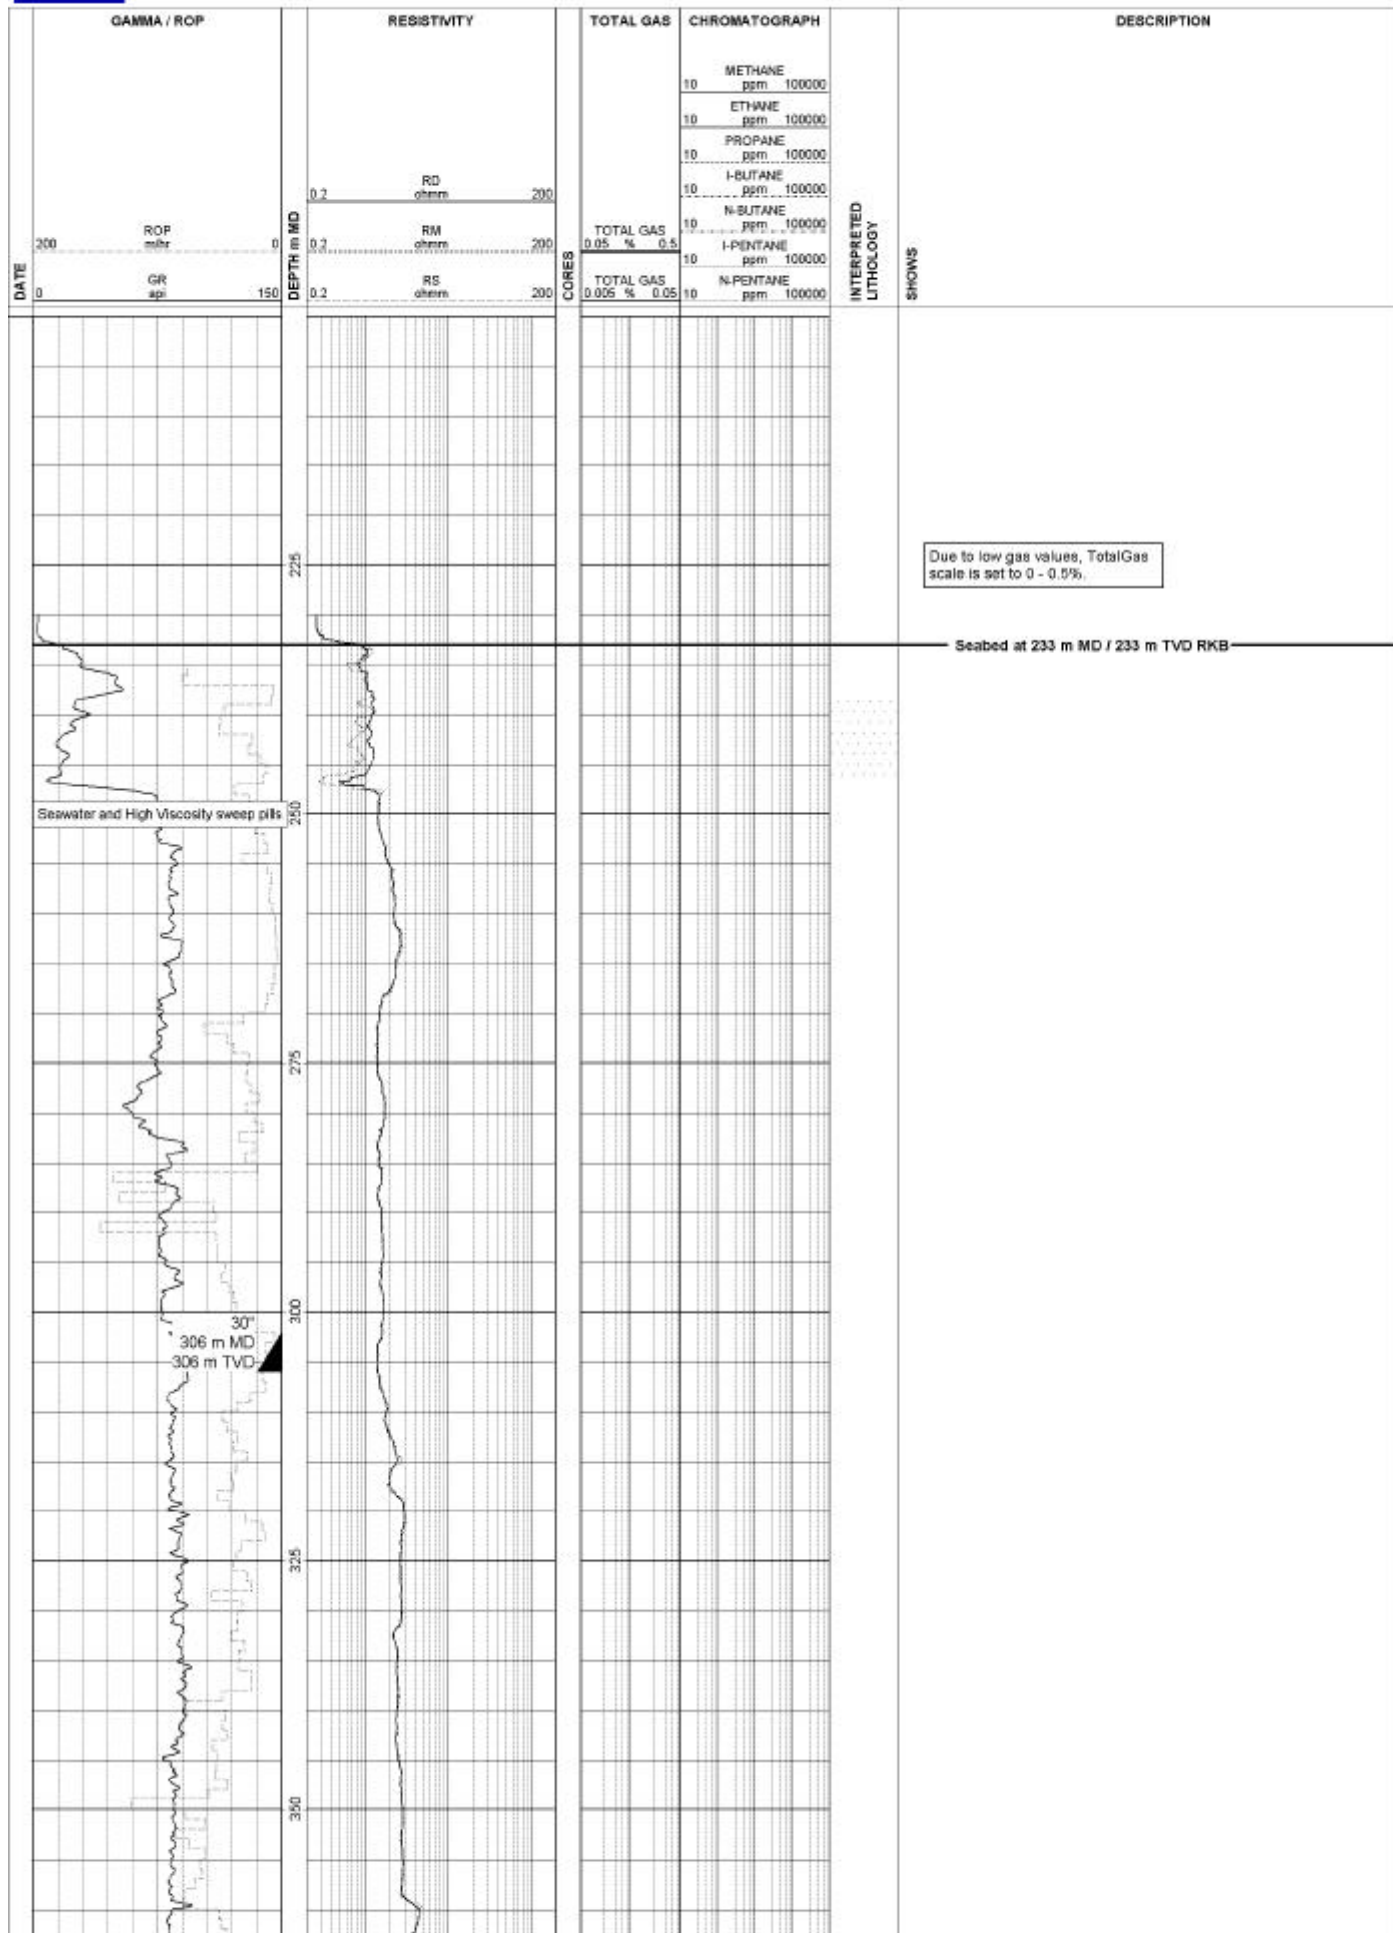 GAMMA / ROP
RESISTIVITY
TOTAL GAS
CHROMATOGRAPH
DESCRIPTION
METHANE
10 ppm 100000
ETHANE
10 ppm 100000
PROPANE
10 ppm 100000
I-BUTANE
10 ppm 100000
N-BUTANE
10 ppm 100000
I-PENTANE
10 ppm 100000
N-PENTANE
10 ppm 100000
RD
0.2 ohmm 200
RM
0.2 ohmm 200
RS
0.2 ohmm 200
ROP
200 m/hr 0
GR
0 api 150
TOTAL GAS
0.05 % 0.5
TOTAL GAS
0.005 % 0.05
DATE
DEPTH m MD
CORES
INTERPRETED
LITHOLOGY
SHOWS
225
Due to low gas values, TotalGas
scale is set to 0 - 0.5%.
Seabed at 233 m MD / 233 m TVD RKB
Seawater and High Viscosity sweep pills
250
275
300
30"
306 m MD
306 m TVD
325
350